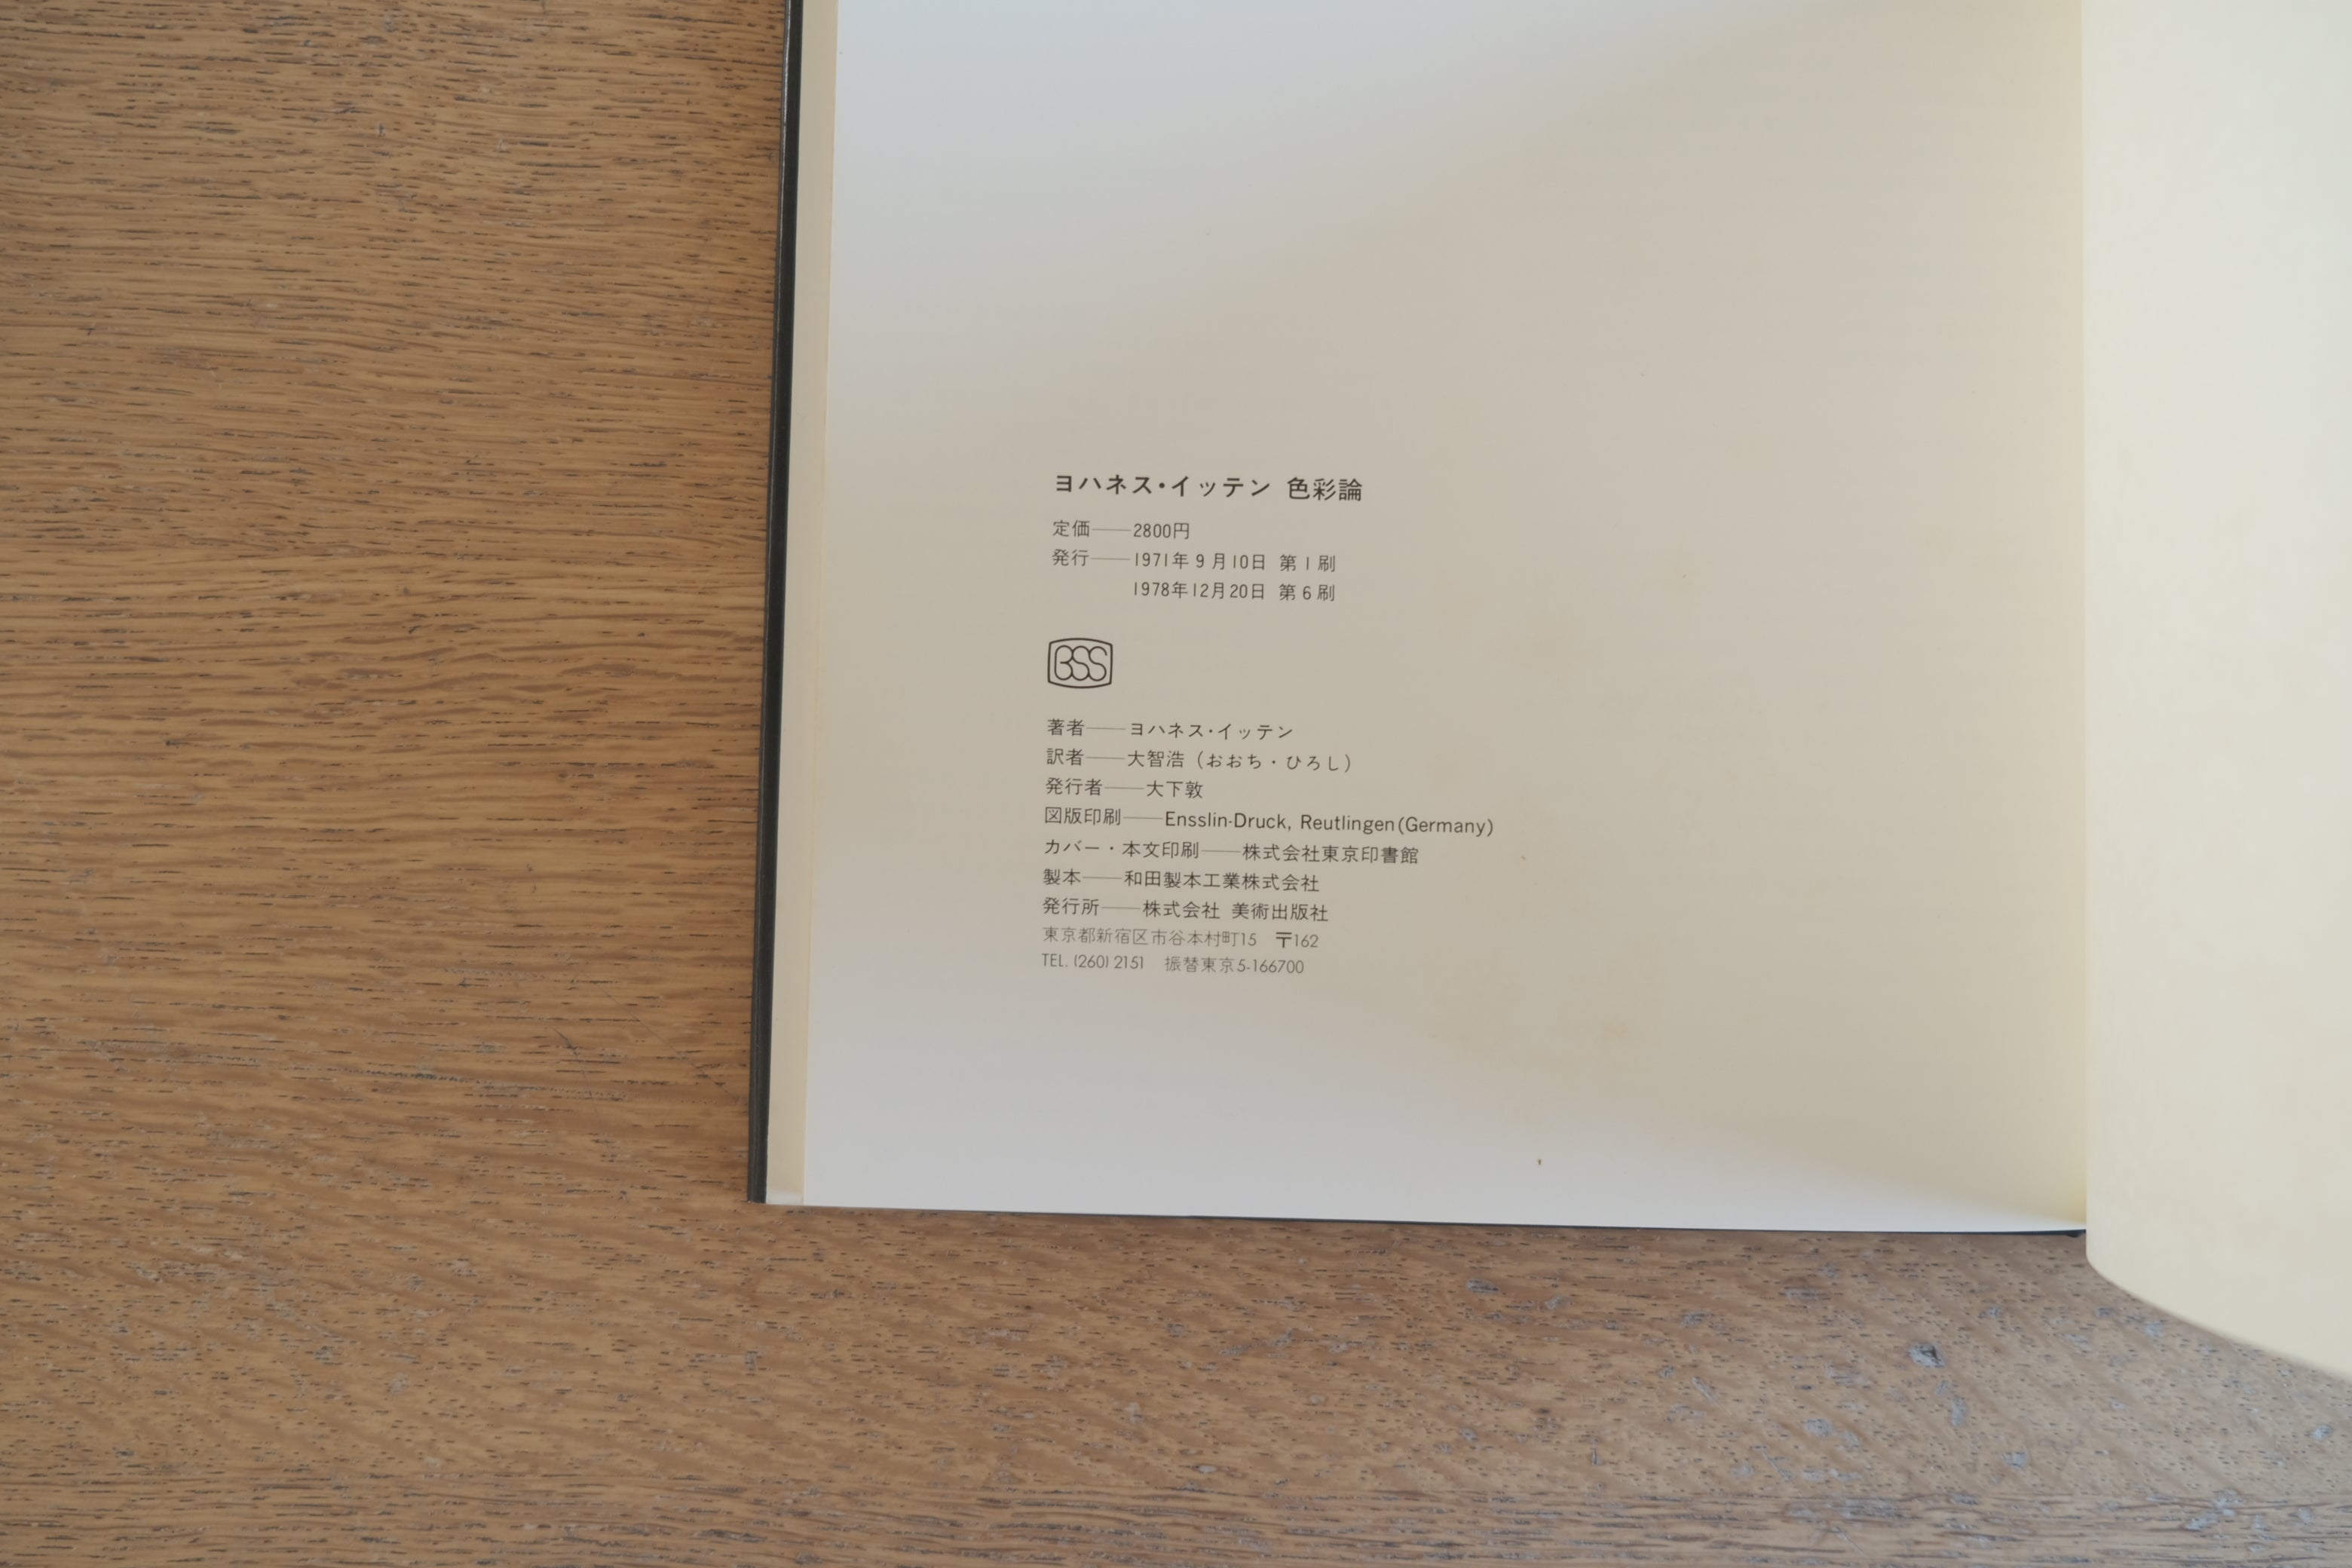 ヨハネス・イッテン 色彩論
定価——2800円
発行——1971年9月10日 第1刷
1978年12月20日 第6刷
BSS
著者——ヨハネス・イッテン
訳者——大智浩（おおち・ひろし）
発行者——大下敦
図版印刷——Ensslin-Druck, Reutlingen(Germany)
カバー・本文印刷——株式会社東京印書館
製本——和田製本工業株式会社
発行所——株式会社 美術出版社
東京都新宿区市谷本村町15 〒162
TEL. (260) 2151 振替東京5-166700